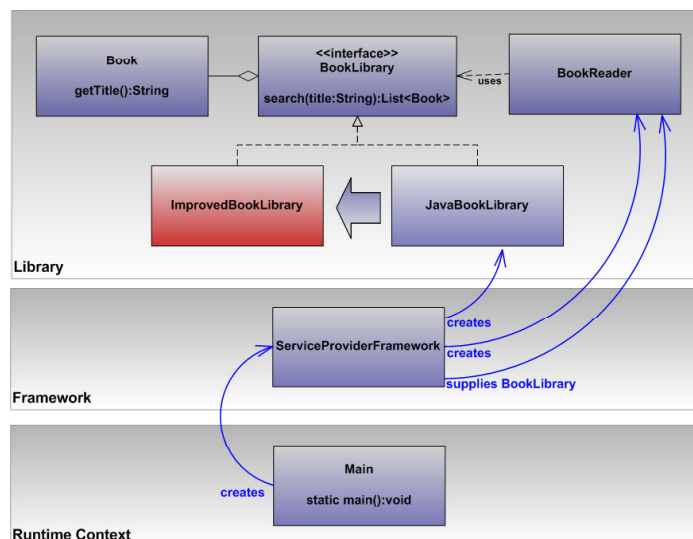 Book
getTitle():String
<<interface>>
BookLibrary
search(title:String):List<Book>
uses
BookReader
ImprovedBookLibrary
JavaBookLibrary
Library
creates
ServiceProviderFramework
creates
supplies BookLibrary
Framework
creates
Main
static main():void
Runtime Context